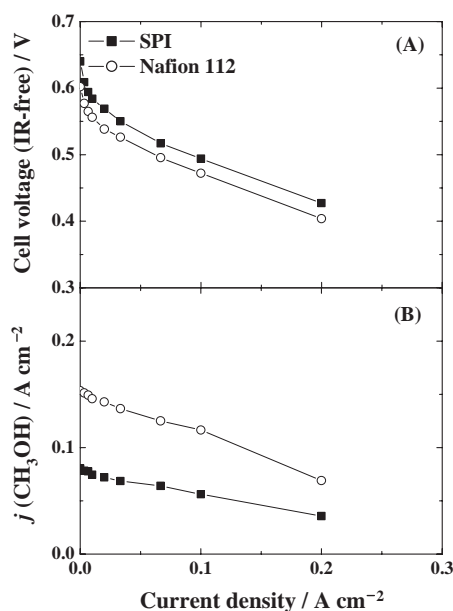 0.7
0.6
0.5
0.4
0.3
Cell voltage (IR-free) / V
SPI
Nafion 112
(A)
0.2
0.1
0.0
j (CH₃OH) / A cm⁻²
(B)
0.0 0.1 0.2 0.3
Current density / A cm⁻²